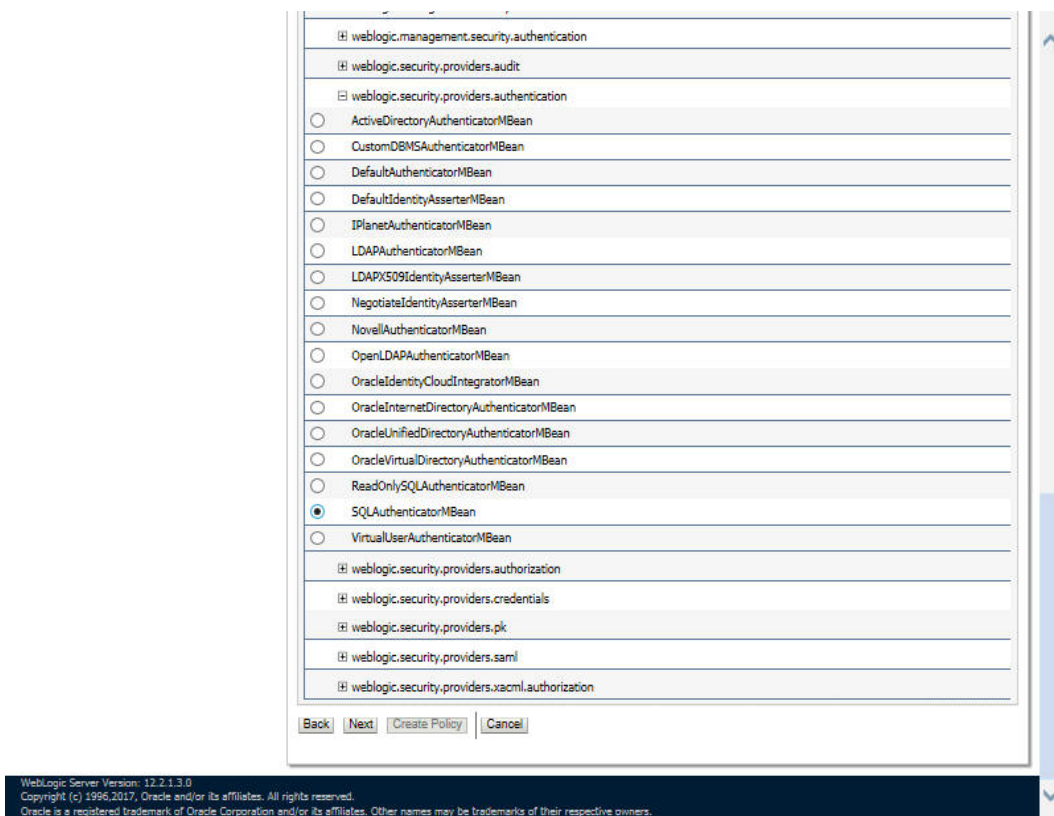 weblogic.management.security.authentication
weblogic.security.providers.audit
weblogic.security.providers.authentication
ActiveDirectoryAuthenticatorMBean
CustomDBMSAuthenticatorMBean
DefaultAuthenticatorMBean
DefaultIdentityAsserterMBean
IPlanetAuthenticatorMBean
LDAPAuthenticatorMBean
LDAPX509IdentityAsserterMBean
NegotiateIdentityAsserterMBean
NovellAuthenticatorMBean
OpenLDAPAuthenticatorMBean
OracleIdentityCloudIntegratorMBean
OracleInternetDirectoryAuthenticatorMBean
OracleUnifiedDirectoryAuthenticatorMBean
OracleVirtualDirectoryAuthenticatorMBean
ReadOnlySQLAuthenticatorMBean
SQLAuthenticatorMBean
VirtualUserAuthenticatorMBean
weblogic.security.providers.authorization
weblogic.security.providers.credentials
weblogic.security.providers.pk
weblogic.security.providers.saml
weblogic.security.providers.xacml.authorization
Back Next Create Policy Cancel
WebLogic Server Version: 12.2.1.3.0
Copyright (c) 1996,2017, Oracle and/or its affiliates. All rights reserved.
Oracle is a registered trademark of Oracle Corporation and/or its affiliates. Other names may be trademarks of their respective owners.